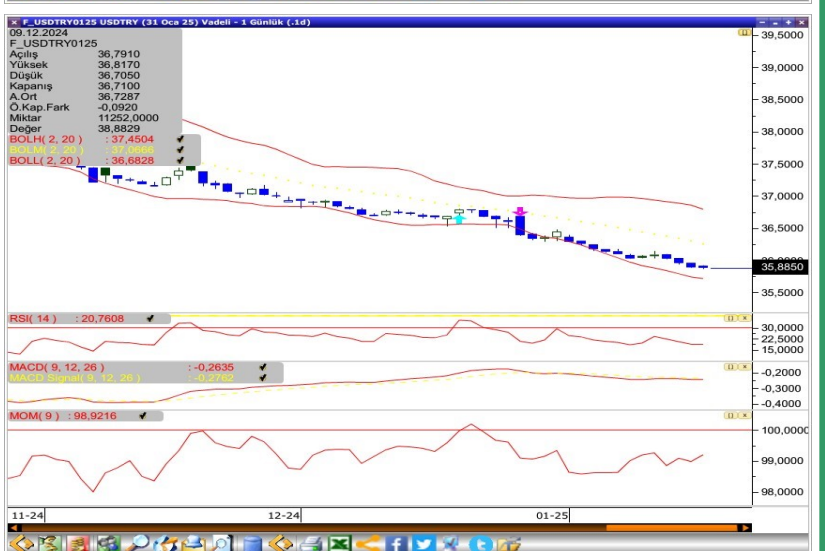 F_USDTRY0125 USDTRY (31 Oca 25) Vadeli - 1 Günlük (.1d)
09.12.2024
F_USDTRY0125
Açılış 36,7910
Yüksek 36,8170
Düşük 36,7050
Kapanış 36,7100
A.Ort 36,7287
Ö.Kap.Fark -0,0920
Miktar 11252,0000
Değer 38,8829
BOLH( 2, 20 ) : 37,4504
BOLM( 2, 20 ) : 37,0666
BOLL( 2, 20 ) : 36,6828
39,5000
39,0000
38,5000
38,0000
37,5000
37,0000
36,5000
35,8850
35,5000
RSI( 14 ) : 20,7608
30,0000
22,5000
15,0000
MACD( 9, 12, 26 ) : -0,2635
MACD Signal( 9, 12, 26 ) : -0,2762
-0,2000
-0,3000
-0,4000
MOM( 9 ) : 98,9216
100,0000
99,0000
98,0000
11-24 12-24 01-25